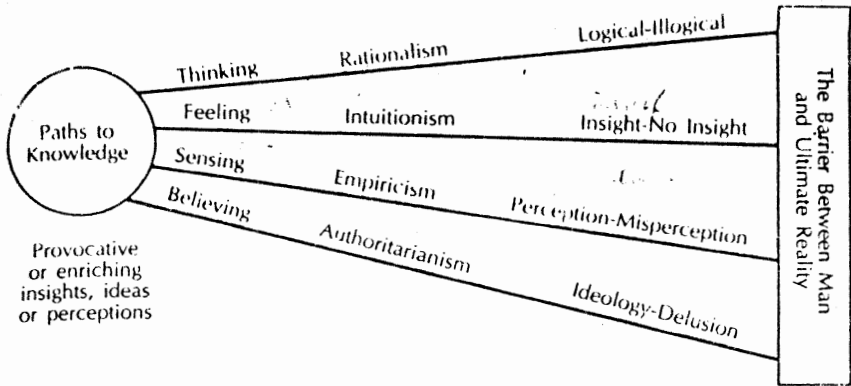 Thinking Rationalism Logical-Illogical
Feeling Intuitionism Insight-No Insight
Sensing Empiricism Perception-Misperception
Believing Authoritarianism Ideology-Delusion
Paths to
Knowledge
Provocative
or enriching
insights, ideas
or perceptions
The Barrier Between Man
and Ultimate Reality